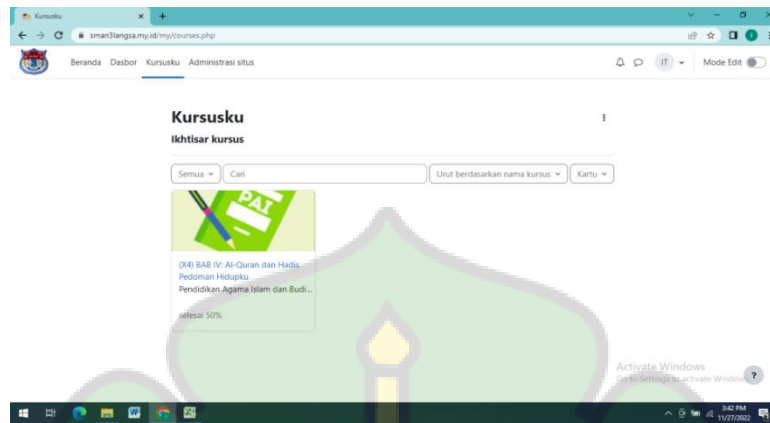 Kursusku
sman3langsa.my.id/my/courses.php
Beranda Dasbor Kursusku Administrasi situs
IT
Mode Edit
Kursusku
Ikhtisar kursus
Semua
Cari
Urut berdasarkan nama kursus
Kartu
PAI
(X4) BAB IV: Al-Quran dan Hadis Pedoman Hidupku
Pendidikan Agama Islam dan Budi...
selesai 50%
Activate Windows
Go to Settings to activate Windows
?
3:42 PM
11/27/2022